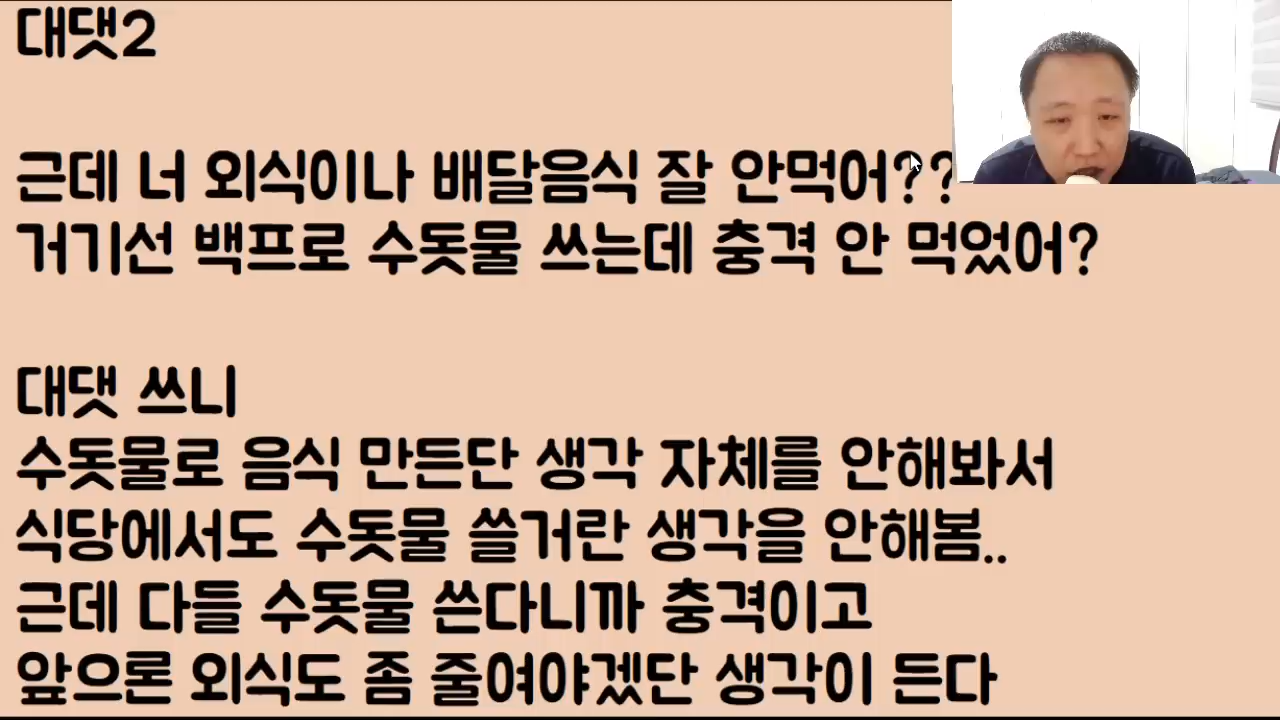 대댓2
근데 너 외식이나 배달음식 잘 안먹어??
거기선 백프로 수돗물 쓰는데 충격 안 먹었어?
대댓 쓰니
수돗물로 음식 만든단 생각 자체를 안해봐서
식당에서도 수돗물 쓸거란 생각을 안해봄..
근데 다들 수돗물 쓴다니까 충격이고
앞으론 외식도 좀 줄여야겠단 생각이 든다